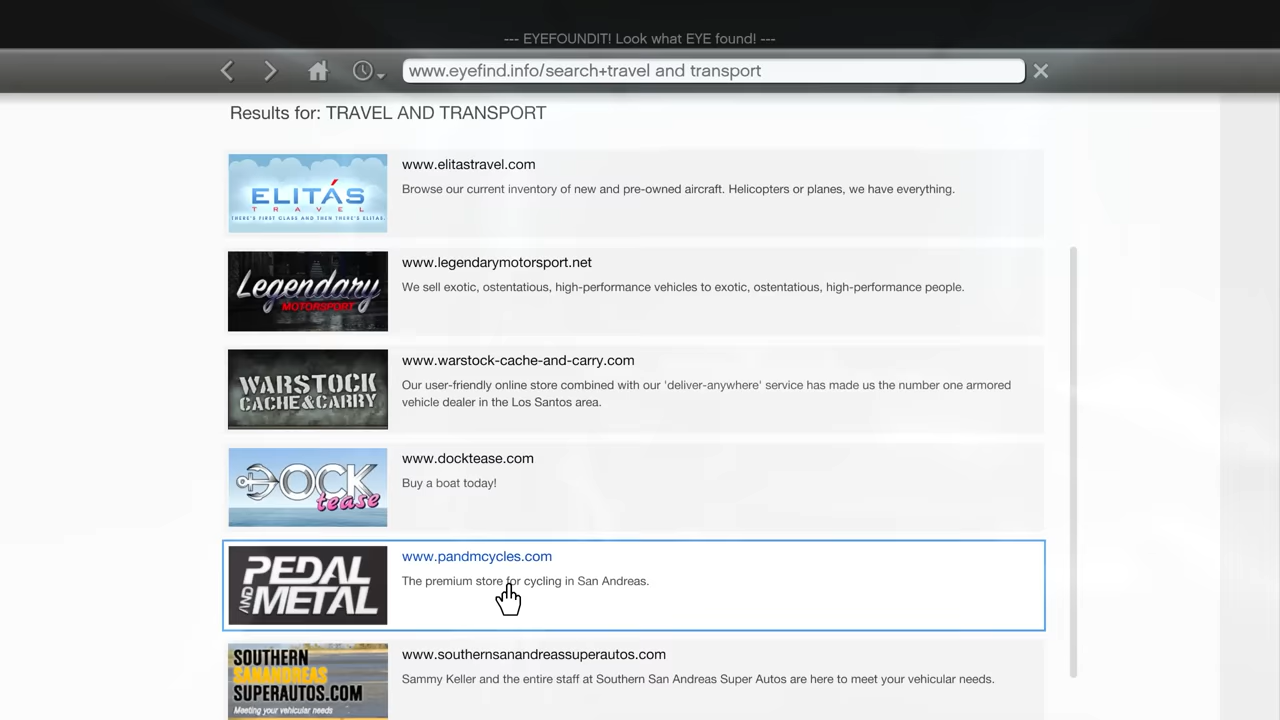 --- EYEFOUNDIT! Look what EYE found! ---
www.eyefind.info/search+travel and transport
Results for: TRAVEL AND TRANSPORT
ELITÁS
TRAVEL
THERE'S FIRST CLASS AND THEN THERE'S ELITAS.
www.elitastravel.com
Browse our current inventory of new and pre-owned aircraft. Helicopters or planes, we have everything.
Legendary
MOTORSPORT
www.legendarymotorsport.net
We sell exotic, ostentatious, high-performance vehicles to exotic, ostentatious, high-performance people.
WARSTOCK
CACHE&CARRY
www.warstock-cache-and-carry.com
Our user-friendly online store combined with our 'deliver-anywhere' service has made us the number one armored
vehicle dealer in the Los Santos area.
DOCK
tease
www.docktease.com
Buy a boat today!
PEDAL
AND METAL
www.pandmcycles.com
The premium store for cycling in San Andreas.
SOUTHERN
SANANDREAS
SUPERAUTOS.COM
Meeting your vehicular needs
www.southernsanandreassuperautos.com
Sammy Keller and the entire staff at Southern San Andreas Super Autos are here to meet your vehicular needs.